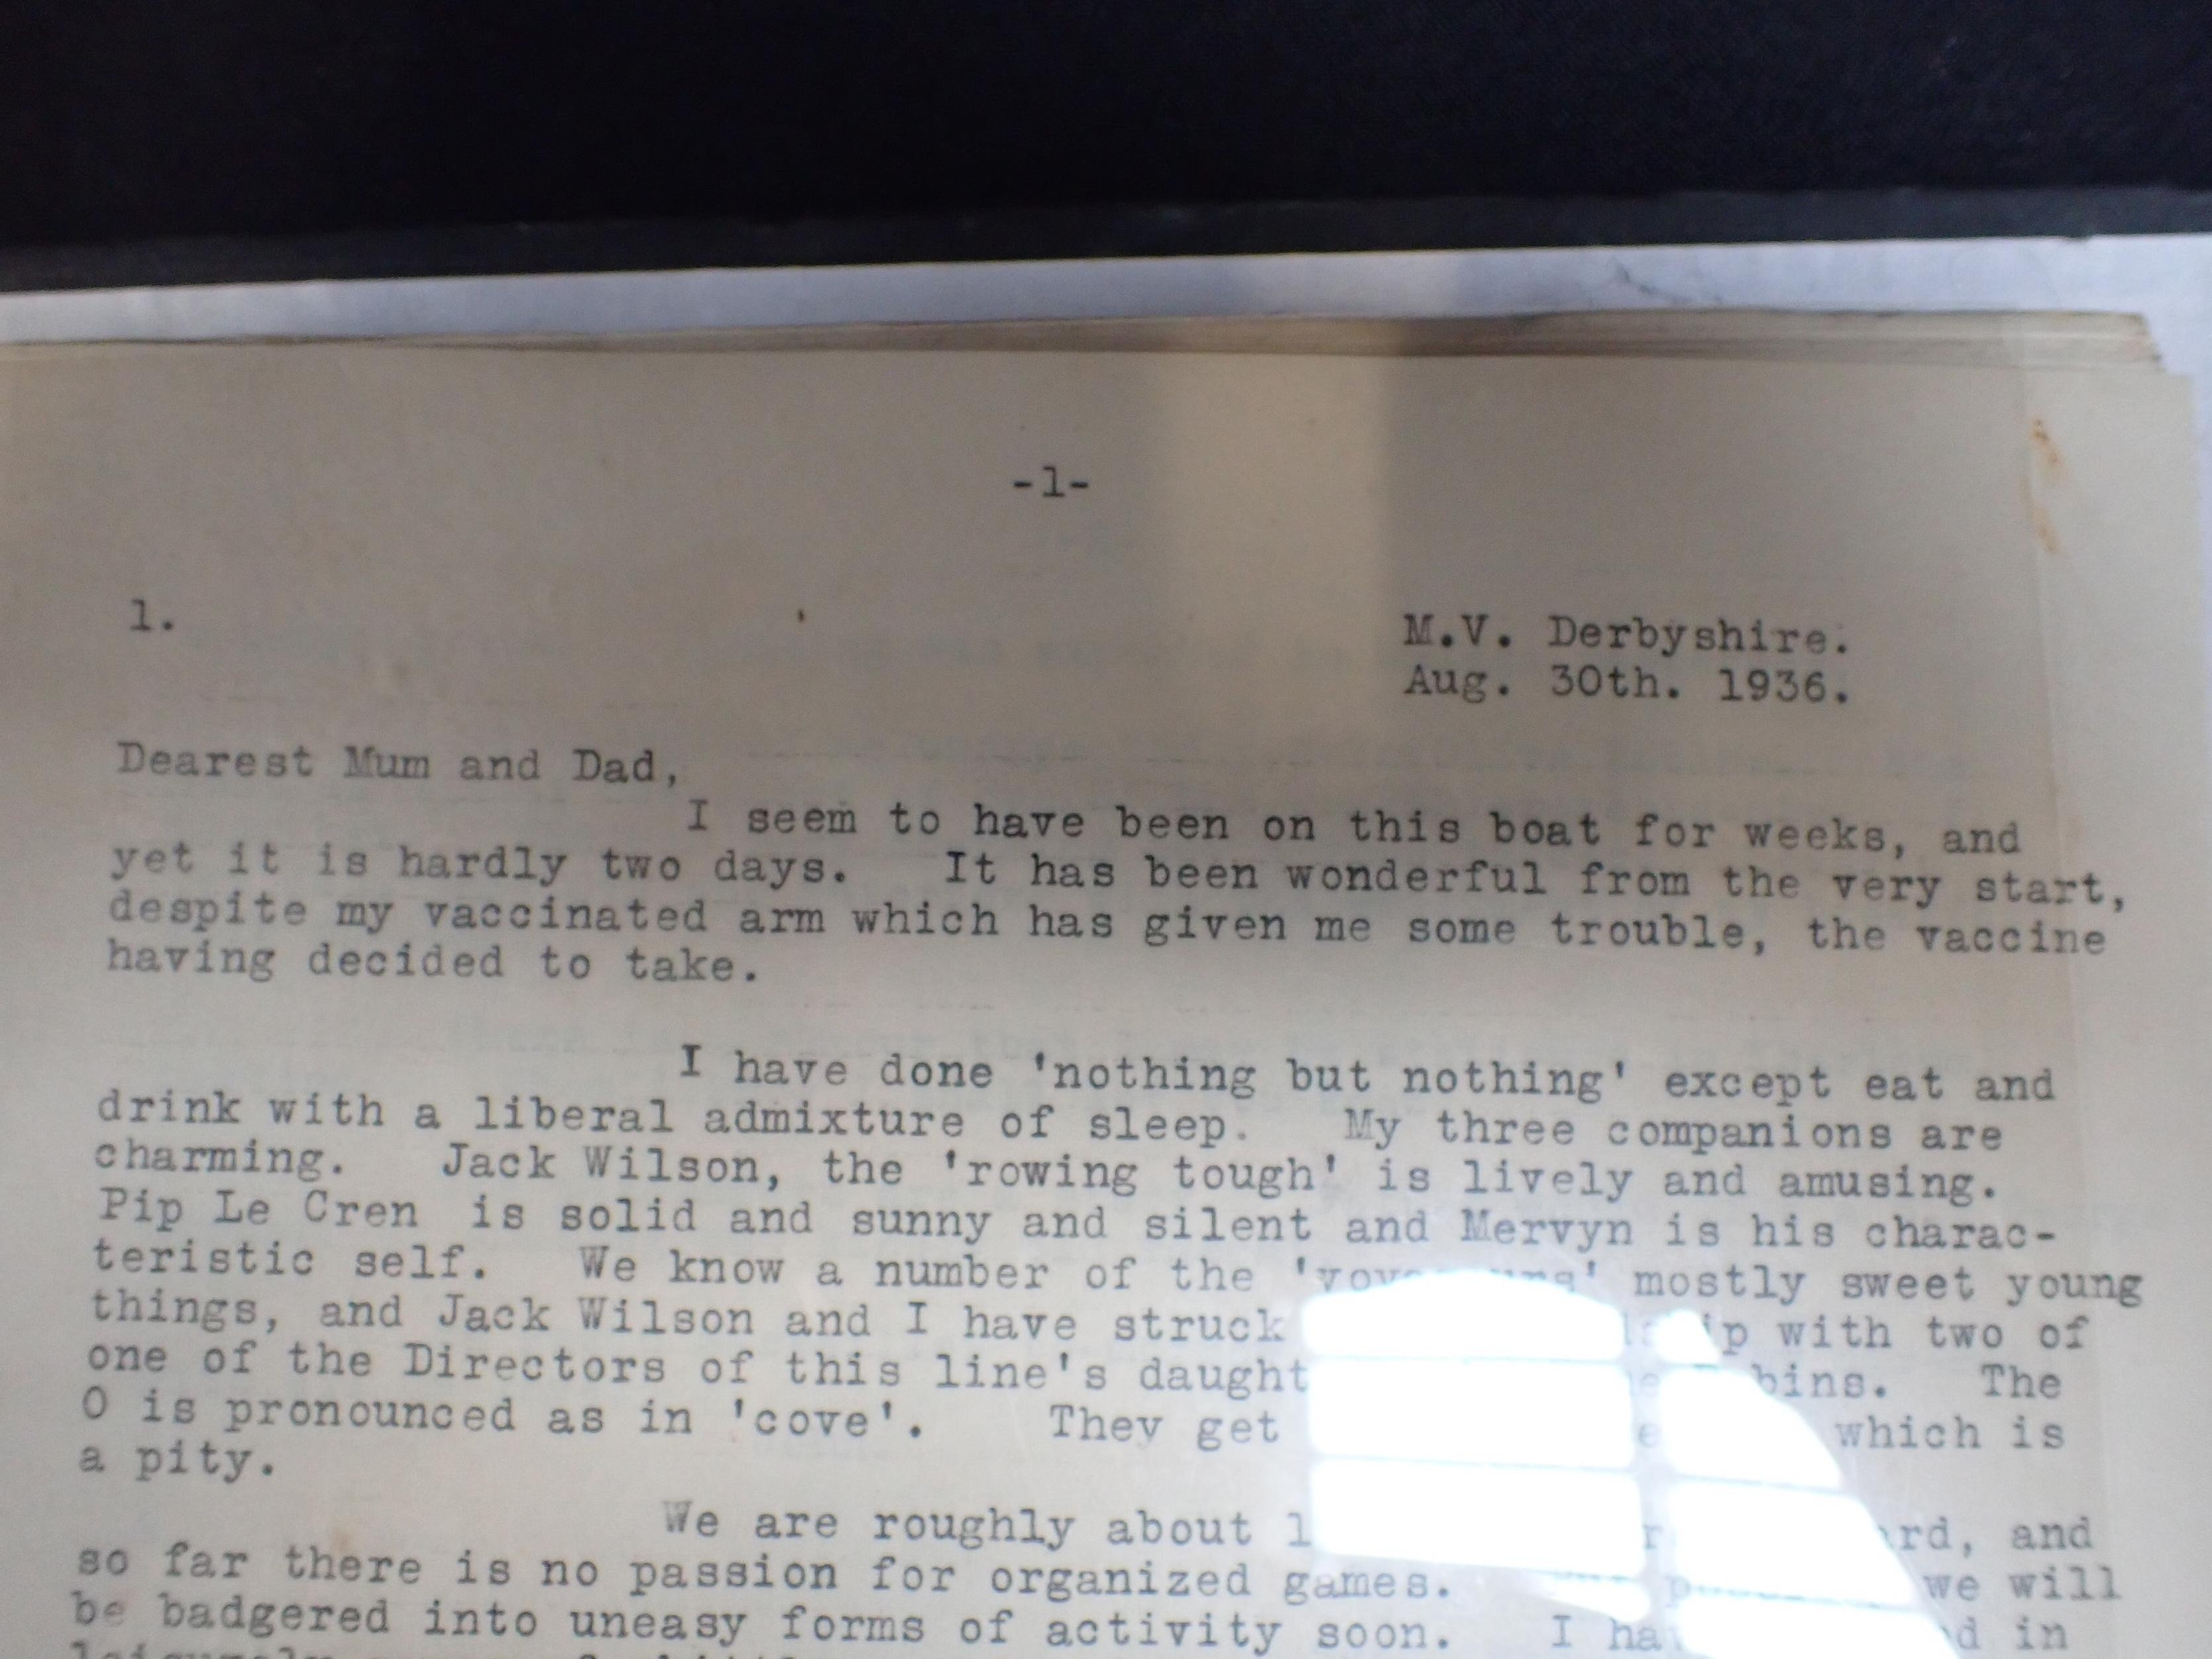 -1-
1.
M.V. Derbyshire.
Aug. 30th. 1936.
Dearest Mum and Dad,
I seem to have been on this boat for weeks, and
yet it is hardly two days. It has been wonderful from the very start,
despite my vaccinated arm which has given me some trouble, the vaccine
having decided to take.
I have done 'nothing but nothing' except eat and
drink with a liberal admixture of sleep. My three companions are
charming. Jack Wilson, the 'rowing tough' is lively and amusing.
Pip Le Cren is solid and sunny and silent and Mervyn is his charac-
teristic self. We know a number of the mostly sweet young
things, and Jack Wilson and I have struck with two of
one of the Directors of this line's The
O is pronounced as in 'cove'. They get which is
a pity.
We are roughly about and
so far there is no passion for organized games. we will
be badgered into uneasy forms of activity soon. I in